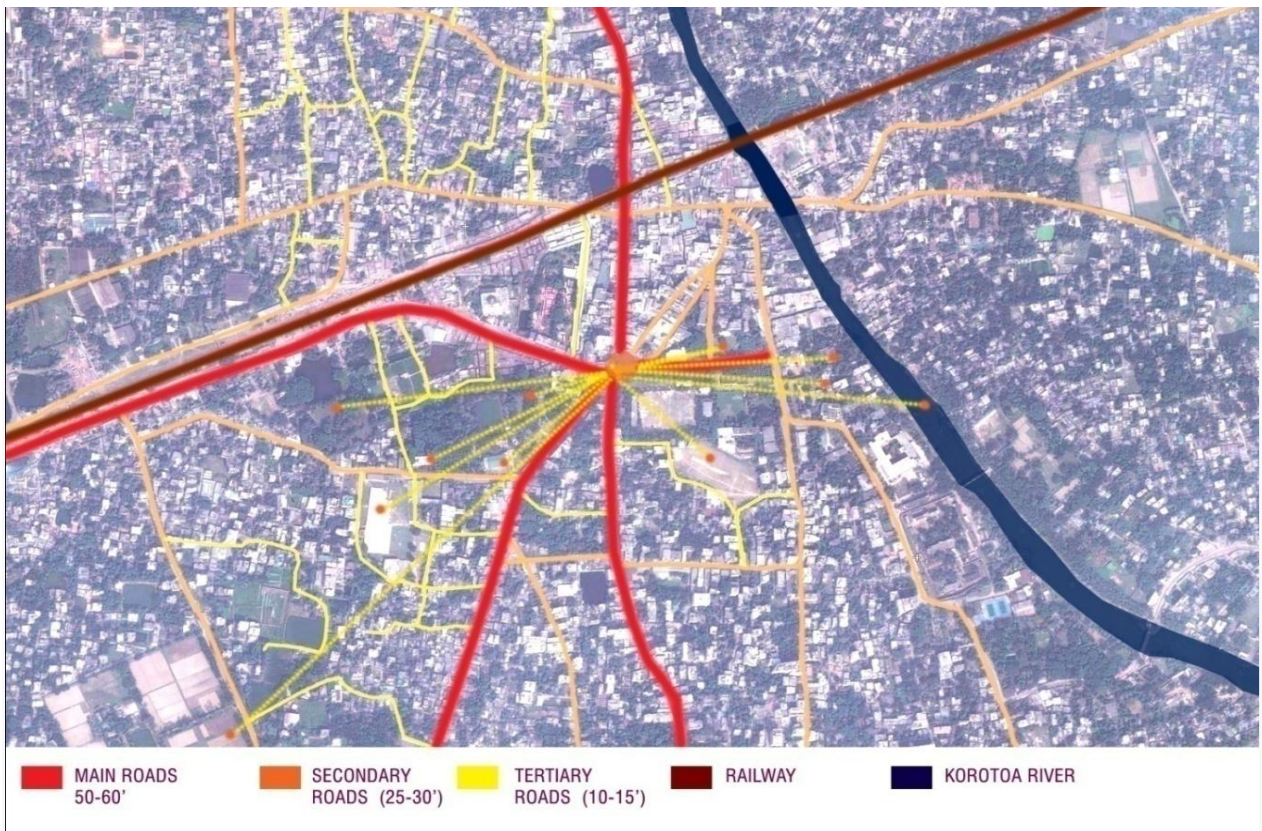 MAIN ROADS
50-60’
SECONDARY
ROADS (25-30’)
TERTIARY
ROADS (10-15’)
RAILWAY
KOROTOA RIVER